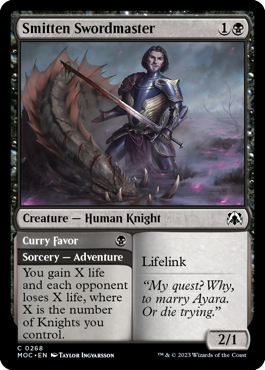 Smitten Swordmaster 1
Creature — Human Knight
Curry Favor
Sorcery — Adventure
You gain X life
and each opponent
loses X life, where
X is the number
of Knights you
control.
Lifelink
“My quest? Why,
to marry Ayara.
Or die trying.”
2/1
C 0268
MOC • EN Taylor Ingvarsson
™ & © 2023 Wizards of the Coast